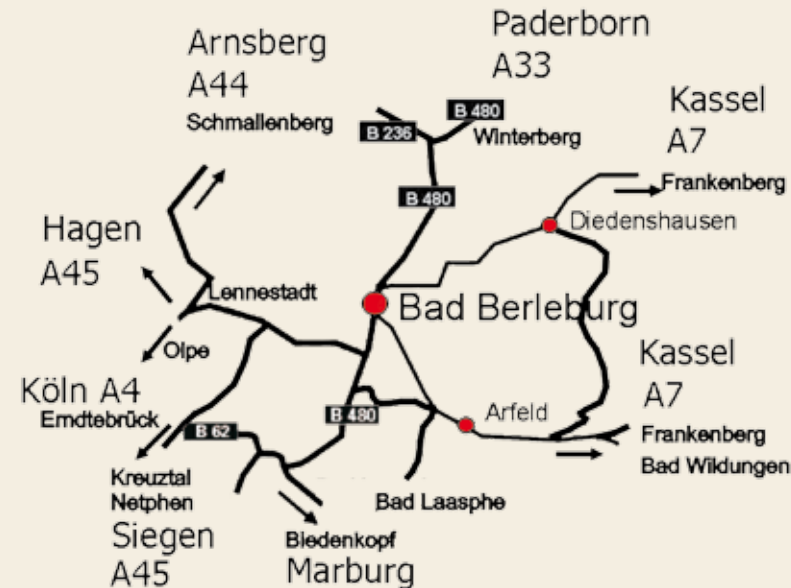 Arnsberg
A44
Schmallenberg
Paderborn
A33
B 480
B 236
Winterberg
Kassel
A7
Frankenberg
B 480
Diedenshausen
Hagen
A45
Lennestadt
Bad Berleburg
Olpe
Kassel
A7
Köln A4
Erndtebrück
B 62
B 480
Arfeld
Frankenberg
Bad Wildungen
Kreuztal
Netphen
Bad Laasphe
Siegen
A45
Biedenkopf
Marburg